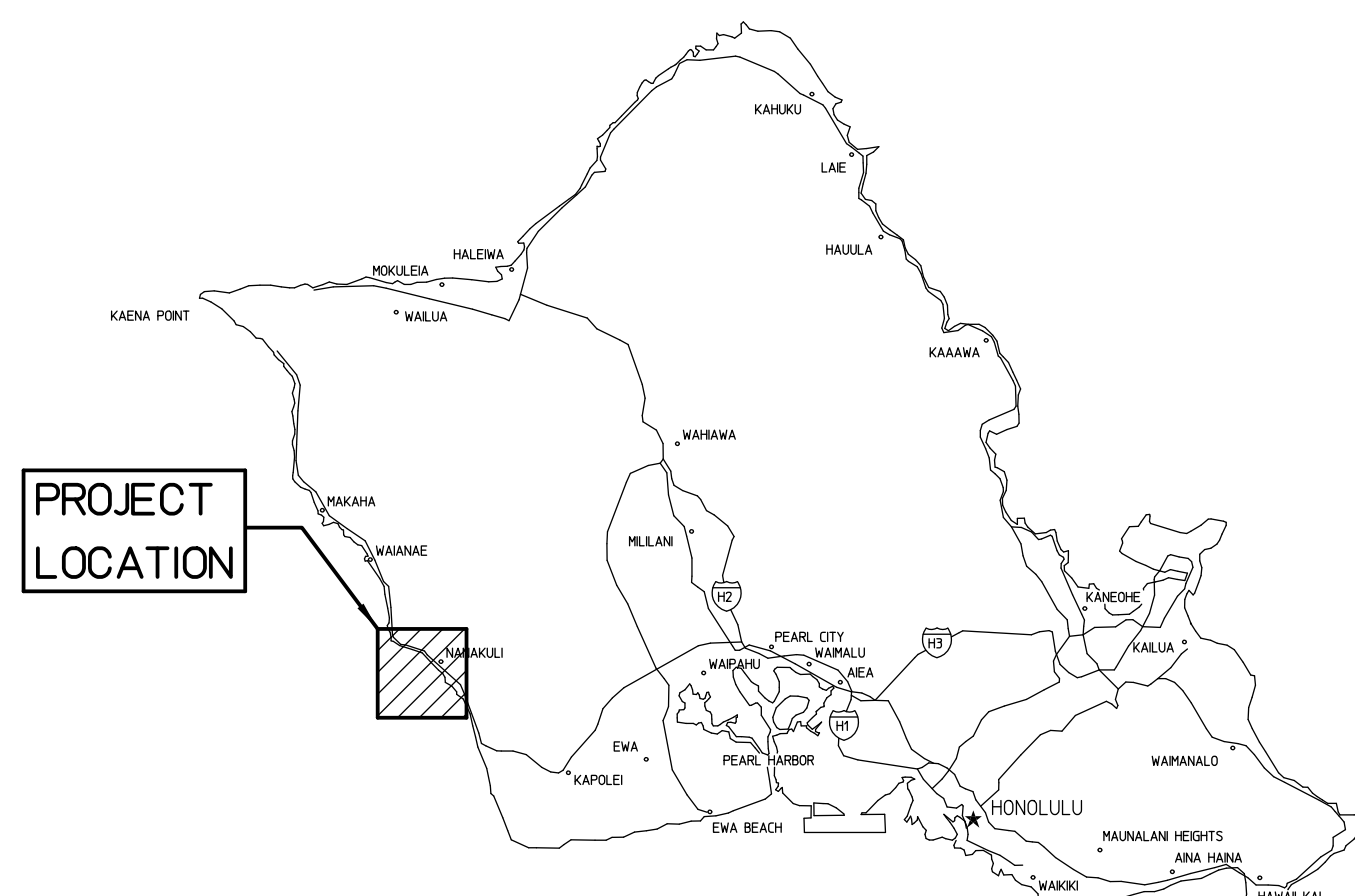 KAHUKU
LAIE
HAUULA
HALEIWA
MOKULEIA
KAENA POINT
WAILUA
KAAAWA
WAHIAWA
PROJECT
LOCATION
MAKAHA
WAIANAE
MILILANI
H2
KANEOHE
PEARL CITY
H3
KAILUA
NANAKULI
WAIMALU
WAIPAHU
AIEA
H1
EWA
PEARL HARBOR
WAIMANALO
KAPOLEI
HONOLULU
EWA BEACH
MAUNALANI HEIGHTS
AINA HAINA
WAIKIKI
HAWAII KAI